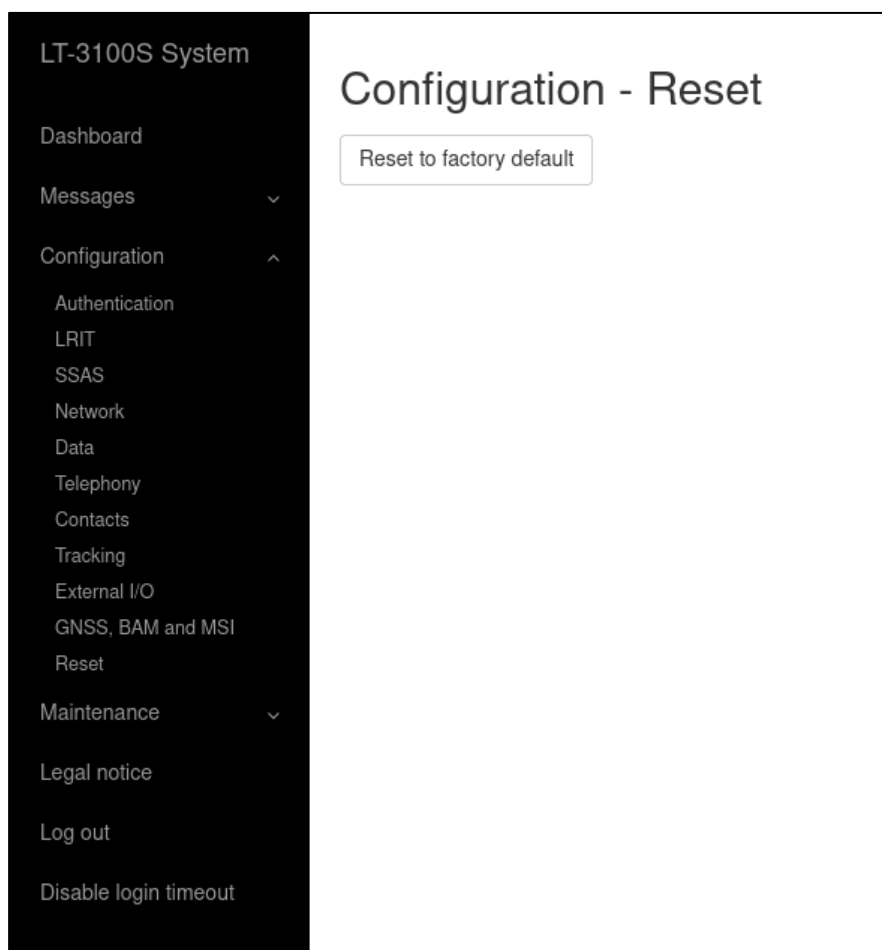 LT-3100S System
Dashboard
Messages
Configuration
Authentication
LRIT
SSAS
Network
Data
Telephony
Contacts
Tracking
External I/O
GNSS, BAM and MSI
Reset
Maintenance
Legal notice
Log out
Disable login timeout
Configuration - Reset
Reset to factory default